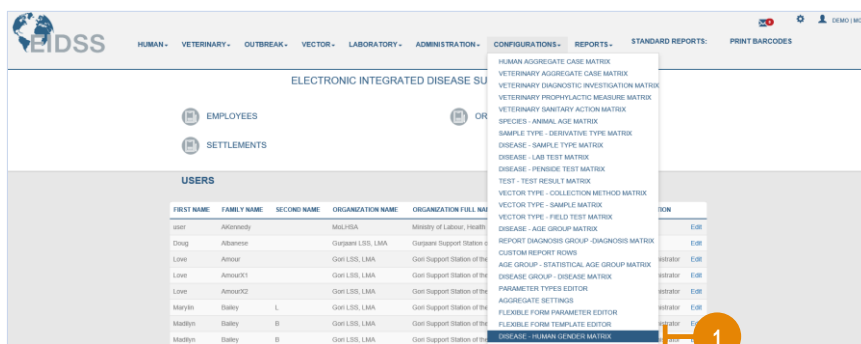 EIDSS
DEMO | MO
HUMAN VETERINARY OUTBREAK VECTOR LABORATORY ADMINISTRATION CONFIGURATIONS REPORTS STANDARD REPORTS: PRINT BARCODES
ELECTRONIC INTEGRATED DISEASE SU
EMPLOYEES
OR
SETTLEMENTS
HUMAN AGGREGATE CASE MATRIX
VETERINARY AGGREGATE CASE MATRIX
VETERINARY DIAGNOSTIC INVESTIGATION MATRIX
VETERINARY PROPHYLACTIC MEASURE MATRIX
VETERINARY SANITARY ACTION MATRIX
SPECIES - ANIMAL AGE MATRIX
SAMPLE TYPE - DERIVATIVE TYPE MATRIX
DISEASE - SAMPLE TYPE MATRIX
DISEASE - LAB TEST MATRIX
DISEASE - PENSIDE TEST MATRIX
TEST - TEST RESULT MATRIX
VECTOR TYPE - COLLECTION METHOD MATRIX
VECTOR TYPE - SAMPLE MATRIX
VECTOR TYPE - FIELD TEST MATRIX
DISEASE - AGE GROUP MATRIX
REPORT DIAGNOSIS GROUP -DIAGNOSIS MATRIX
CUSTOM REPORT ROWS
AGE GROUP - STATISTICAL AGE GROUP MATRIX
DISEASE GROUP - DISEASE MATRIX
PARAMETER TYPES EDITOR
AGGREGATE SETTINGS
FLEXIBLE FORM PARAMETER EDITOR
FLEXIBLE FORM TEMPLATE EDITOR
DISEASE - HUMAN GENDER MATRIX
1
USERS
FIRST NAME FAMILY NAME SECOND NAME ORGANIZATION NAME ORGANIZATION FULL NA TION
user AKennedy MoLHSA Ministry of Labour, Health Edit
Doug Albanese Gurjaani LSS, LMA Gurjaani Support Station o Edit
Love Amour Gori LSS, LMA Gori Support Station of the istrator Edit
Love AmourX1 Gori LSS, LMA Gori Support Station of the istrator Edit
Love AmourX2 Gori LSS, LMA Gori Support Station of the istrator Edit
Marylin Bailey L Gori LSS, LMA Gori Support Station of the istrator Edit
Madilyn Bailey B Gori LSS, LMA Gori Support Station of the istrator Ed
Madilyn Bailey B Gori LSS, LMA Gori Support Station of the istrator Ed